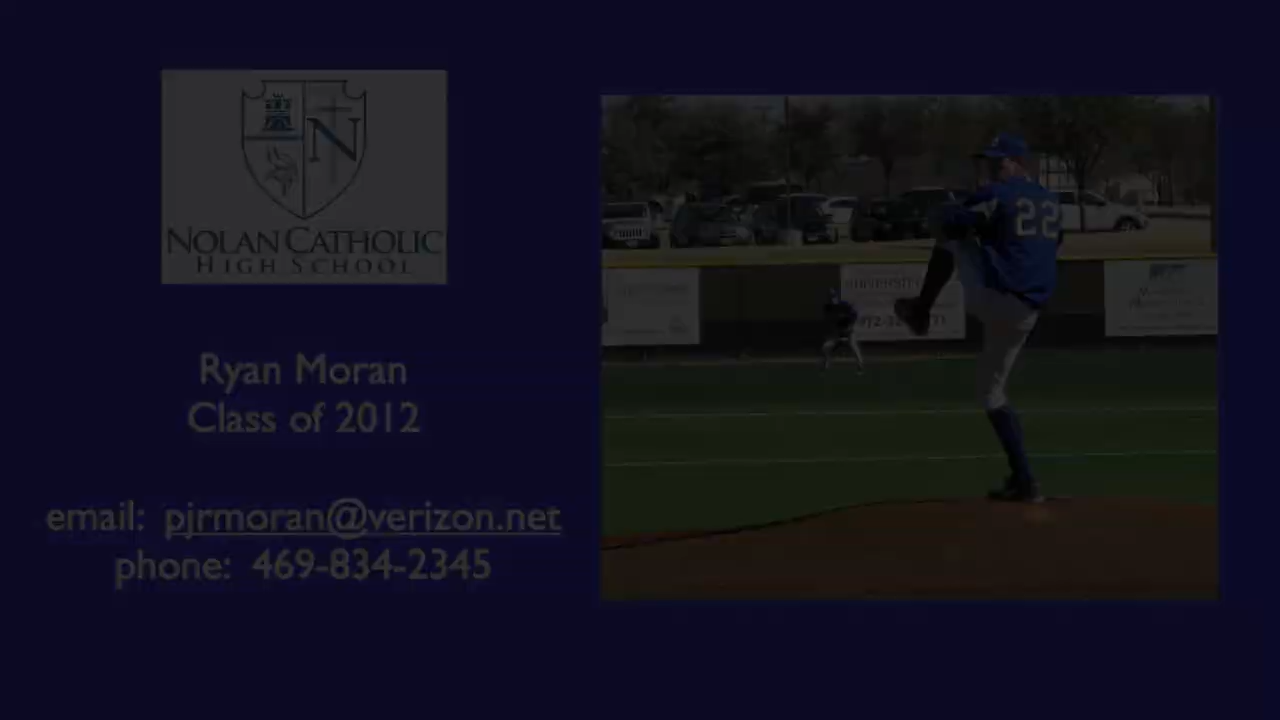 N
NOLAN CATHOLIC
HIGH SCHOOL
Ryan Moran
Class of 2012
email: pjrmoran@verizon.net
phone: 469-834-2345
22